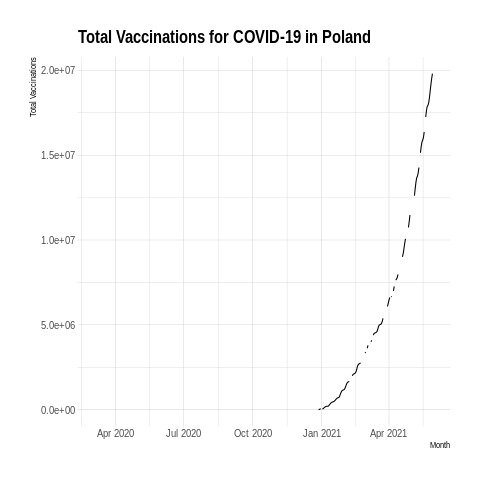 Total Vaccinations for COVID-19 in Poland
Total Vaccinations
2.0e+07
1.5e+07
1.0e+07
5.0e+06
0.0e+00
Apr 2020 Jul 2020 Oct 2020 Jan 2021 Apr 2021
Month